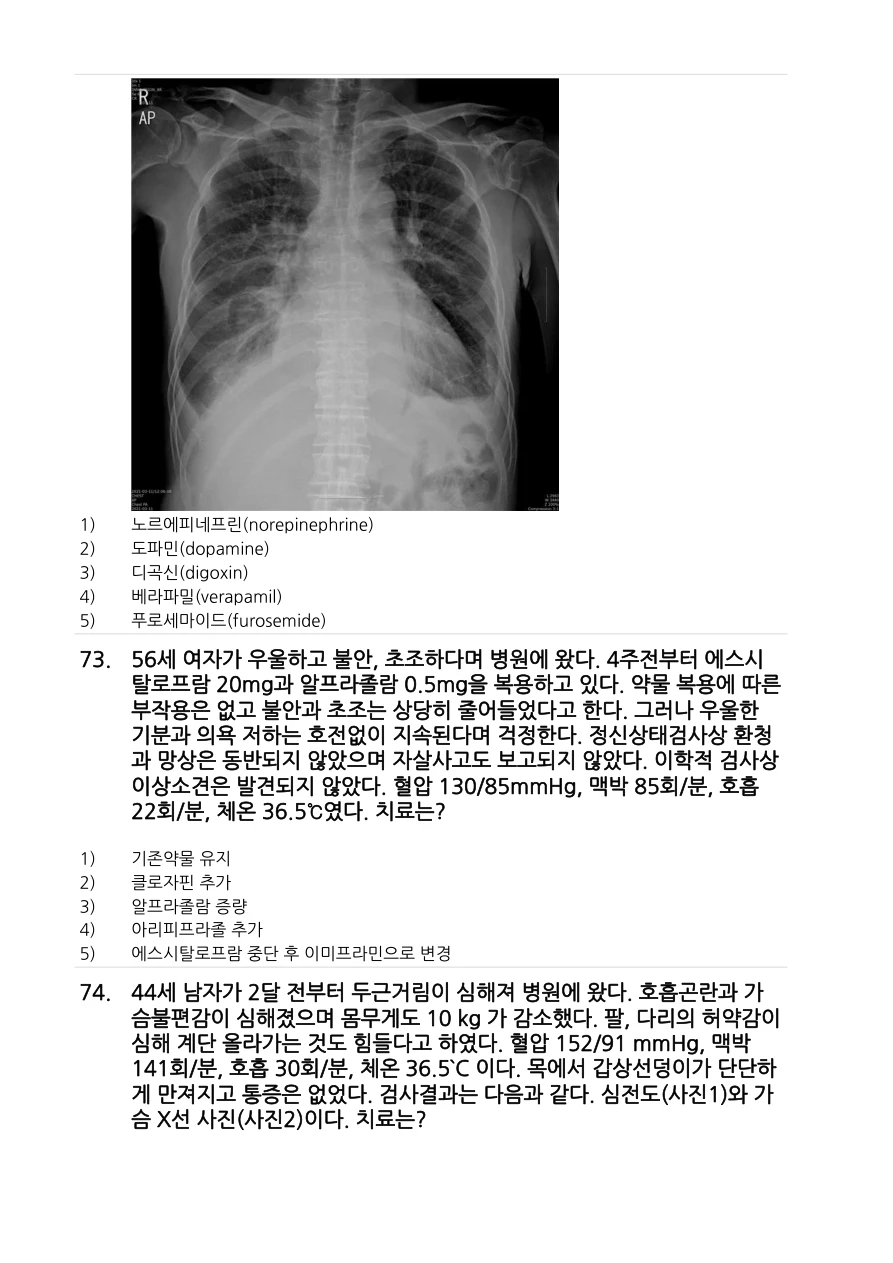 R
AP
1) 노르에피네프린(norepinephrine)
2) 도파민(dopamine)
3) 디곡신(digoxin)
4) 베라파밀(verapamil)
5) 푸로세마이드(furosemide)
73. 56세 여자가 우울하고 불안, 초조하다며 병원에 왔다. 4주전부터 에스시
탈로프람 20mg과 알프라졸람 0.5mg을 복용하고 있다. 약물 복용에 따른
부작용은 없고 불안과 초조는 상당히 줄어들었다고 한다. 그러나 우울한
기분과 의욕 저하는 호전없이 지속된다며 걱정한다. 정신상태검사상 환청
과 망상은 동반되지 않았으며 자살사고도 보고되지 않았다. 이학적 검사상
이상소견은 발견되지 않았다. 혈압 130/85mmHg, 맥박 85회/분, 호흡
22회/분, 체온 36.5℃였다. 치료는?
1) 기존약물 유지
2) 클로자핀 추가
3) 알프라졸람 증량
4) 아리피프라졸 추가
5) 에스시탈로프람 중단 후 이미프라민으로 변경
74. 44세 남자가 2달 전부터 두근거림이 심해져 병원에 왔다. 호흡곤란과 가
슴불편감이 심해졌으며 몸무게도 10 kg 가 감소했다. 팔, 다리의 허약감이
심해 계단 올라가는 것도 힘들다고 하였다. 혈압 152/91 mmHg, 맥박
141회/분, 호흡 30회/분, 체온 36.5`C 이다. 목에서 갑상선덩이가 단단하
게 만져지고 통증은 없었다. 검사결과는 다음과 같다. 심전도(사진1)와 가
슴 X선 사진(사진2)이다. 치료는?